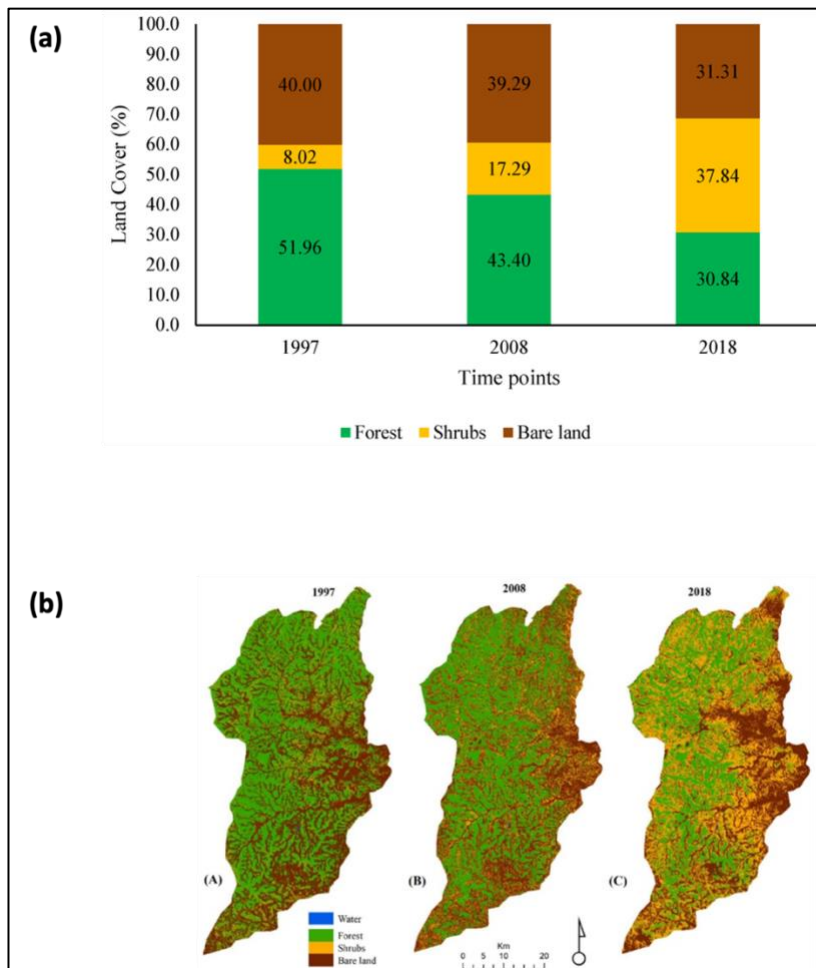 (a)
Land Cover (%)
100.0
90.0
80.0
70.0
60.0
50.0
40.0
30.0
20.0
10.0
0.0
40.00
39.29
31.31
8.02
17.29
37.84
51.96
43.40
30.84
1997
2008
2018
Time points
Forest Shrubs Bare land
(b)
1997
2008
2018
(A)
(B)
(C)
Water
Forest
Shrubs
Bare land
Km
0 5 10 20